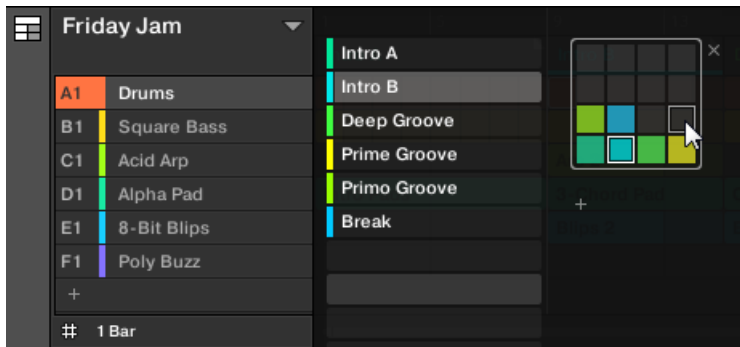 Friday Jam
A1 Drums
B1 Square Bass
C1 Acid Arp
D1 Alpha Pad
E1 8-Bit Blips
F1 Poly Buzz
+
# 1 Bar
Intro A
Intro B
Deep Groove
Prime Groove
Primo Groove
Break
×
+